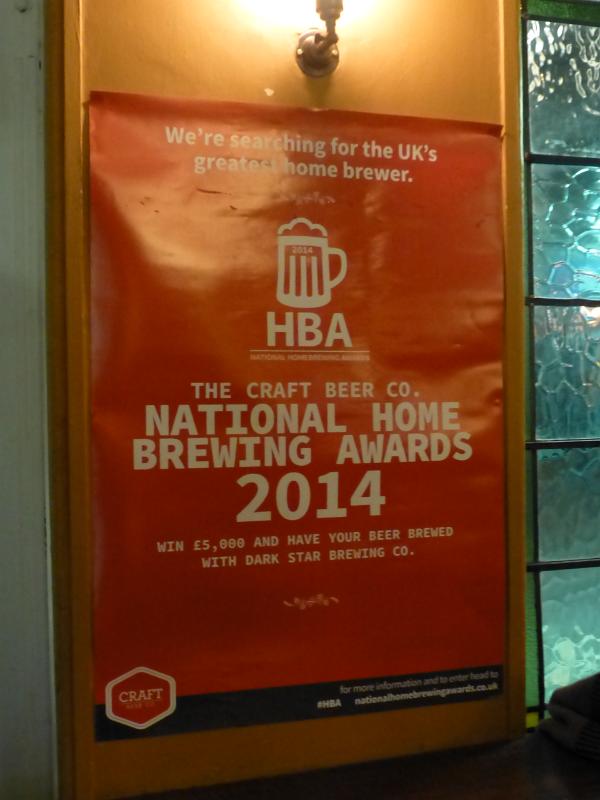 We're searching for the UK's
greatest home brewer.
2014
HBA
NATIONAL HOMEBREWING AWARDS
THE CRAFT BEER CO.
NATIONAL HOME
BREWING AWARDS
2014
WIN £5,000 AND HAVE YOUR BEER BREWED
WITH DARK STAR BREWING CO.
for more information and to enter head to
#HBA nationalhomebrewingawards.co.uk
CRAFT
BEER CO.